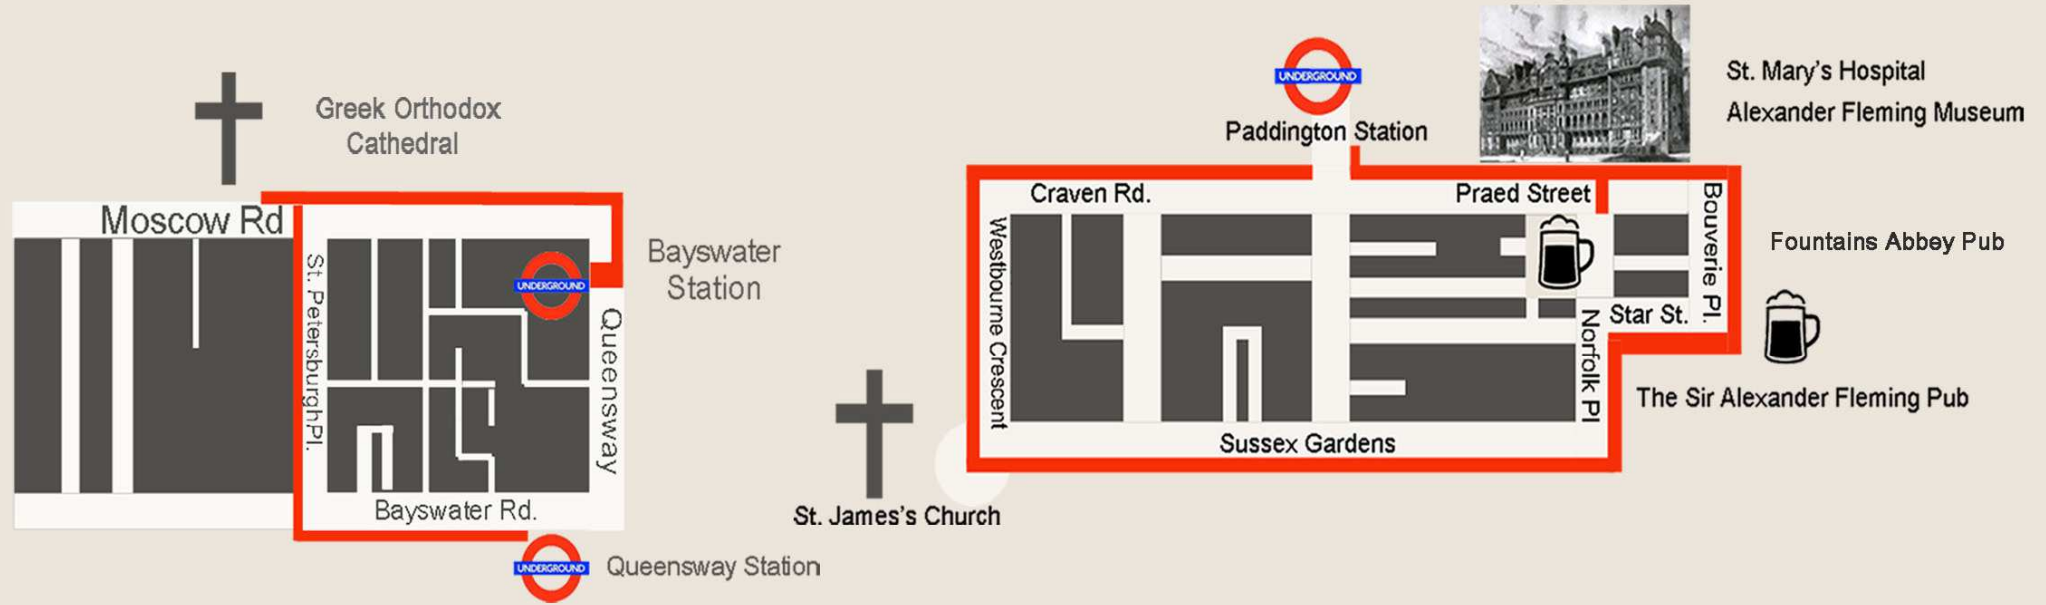 Greek Orthodox
Cathedral
Moscow Rd
St. PetersburghPl.
UNDERGROUND
Bayswater
Station
Queensway
Bayswater Rd.
UNDERGROUND
Queensway Station
UNDERGROUND
Paddington Station
St. Mary's Hospital
Alexander Fleming Museum
Craven Rd.
Praed Street
Bouverie Pl.
Westbourne Crescent
Fountains Abbey Pub
Star St.
Norfolk Pl
The Sir Alexander Fleming Pub
Sussex Gardens
St. James's Church